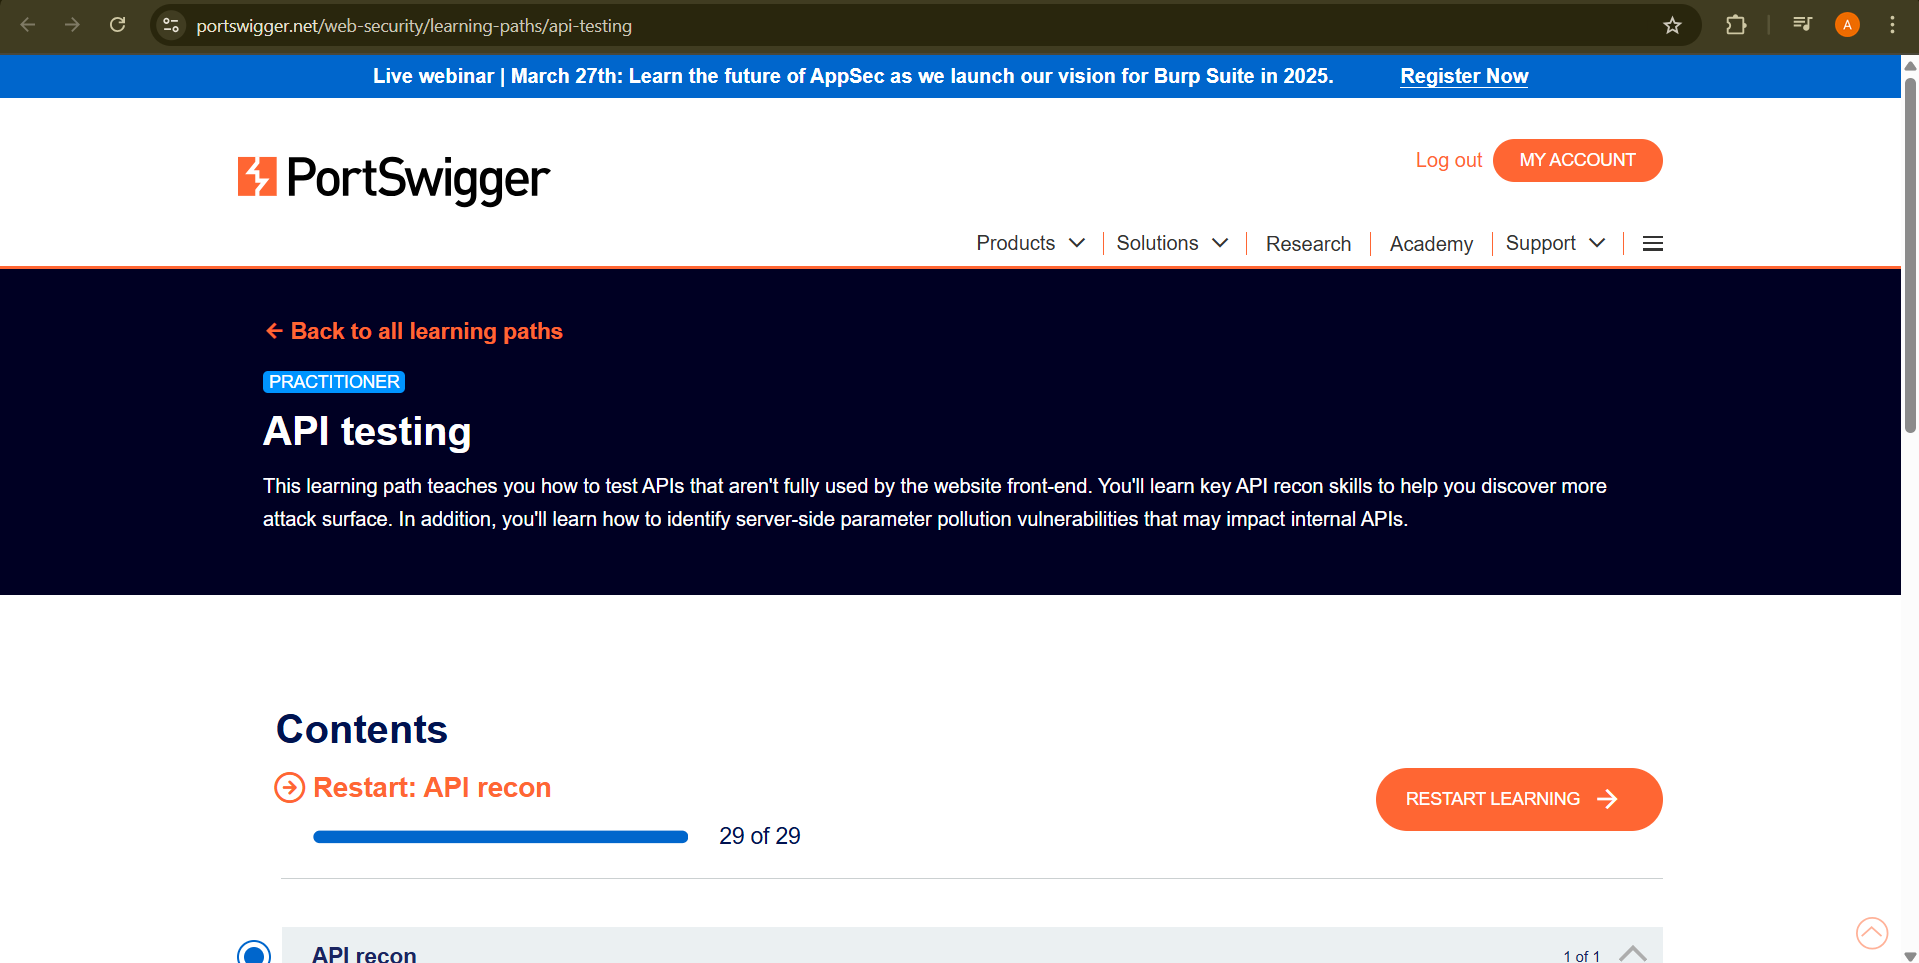 portswigger.net/web-security/learning-paths/api-testing
A
Live webinar | March 27th: Learn the future of AppSec as we launch our vision for Burp Suite in 2025. Register Now
PortSwigger
Log out MY ACCOUNT
Products Solutions Research Academy Support
Back to all learning paths
PRACTITIONER
API testing
This learning path teaches you how to test APIs that aren't fully used by the website front-end. You'll learn key API recon skills to help you discover more
attack surface. In addition, you'll learn how to identify server-side parameter pollution vulnerabilities that may impact internal APIs.
Contents
Restart: API recon
RESTART LEARNING
29 of 29
API recon 1 of 1